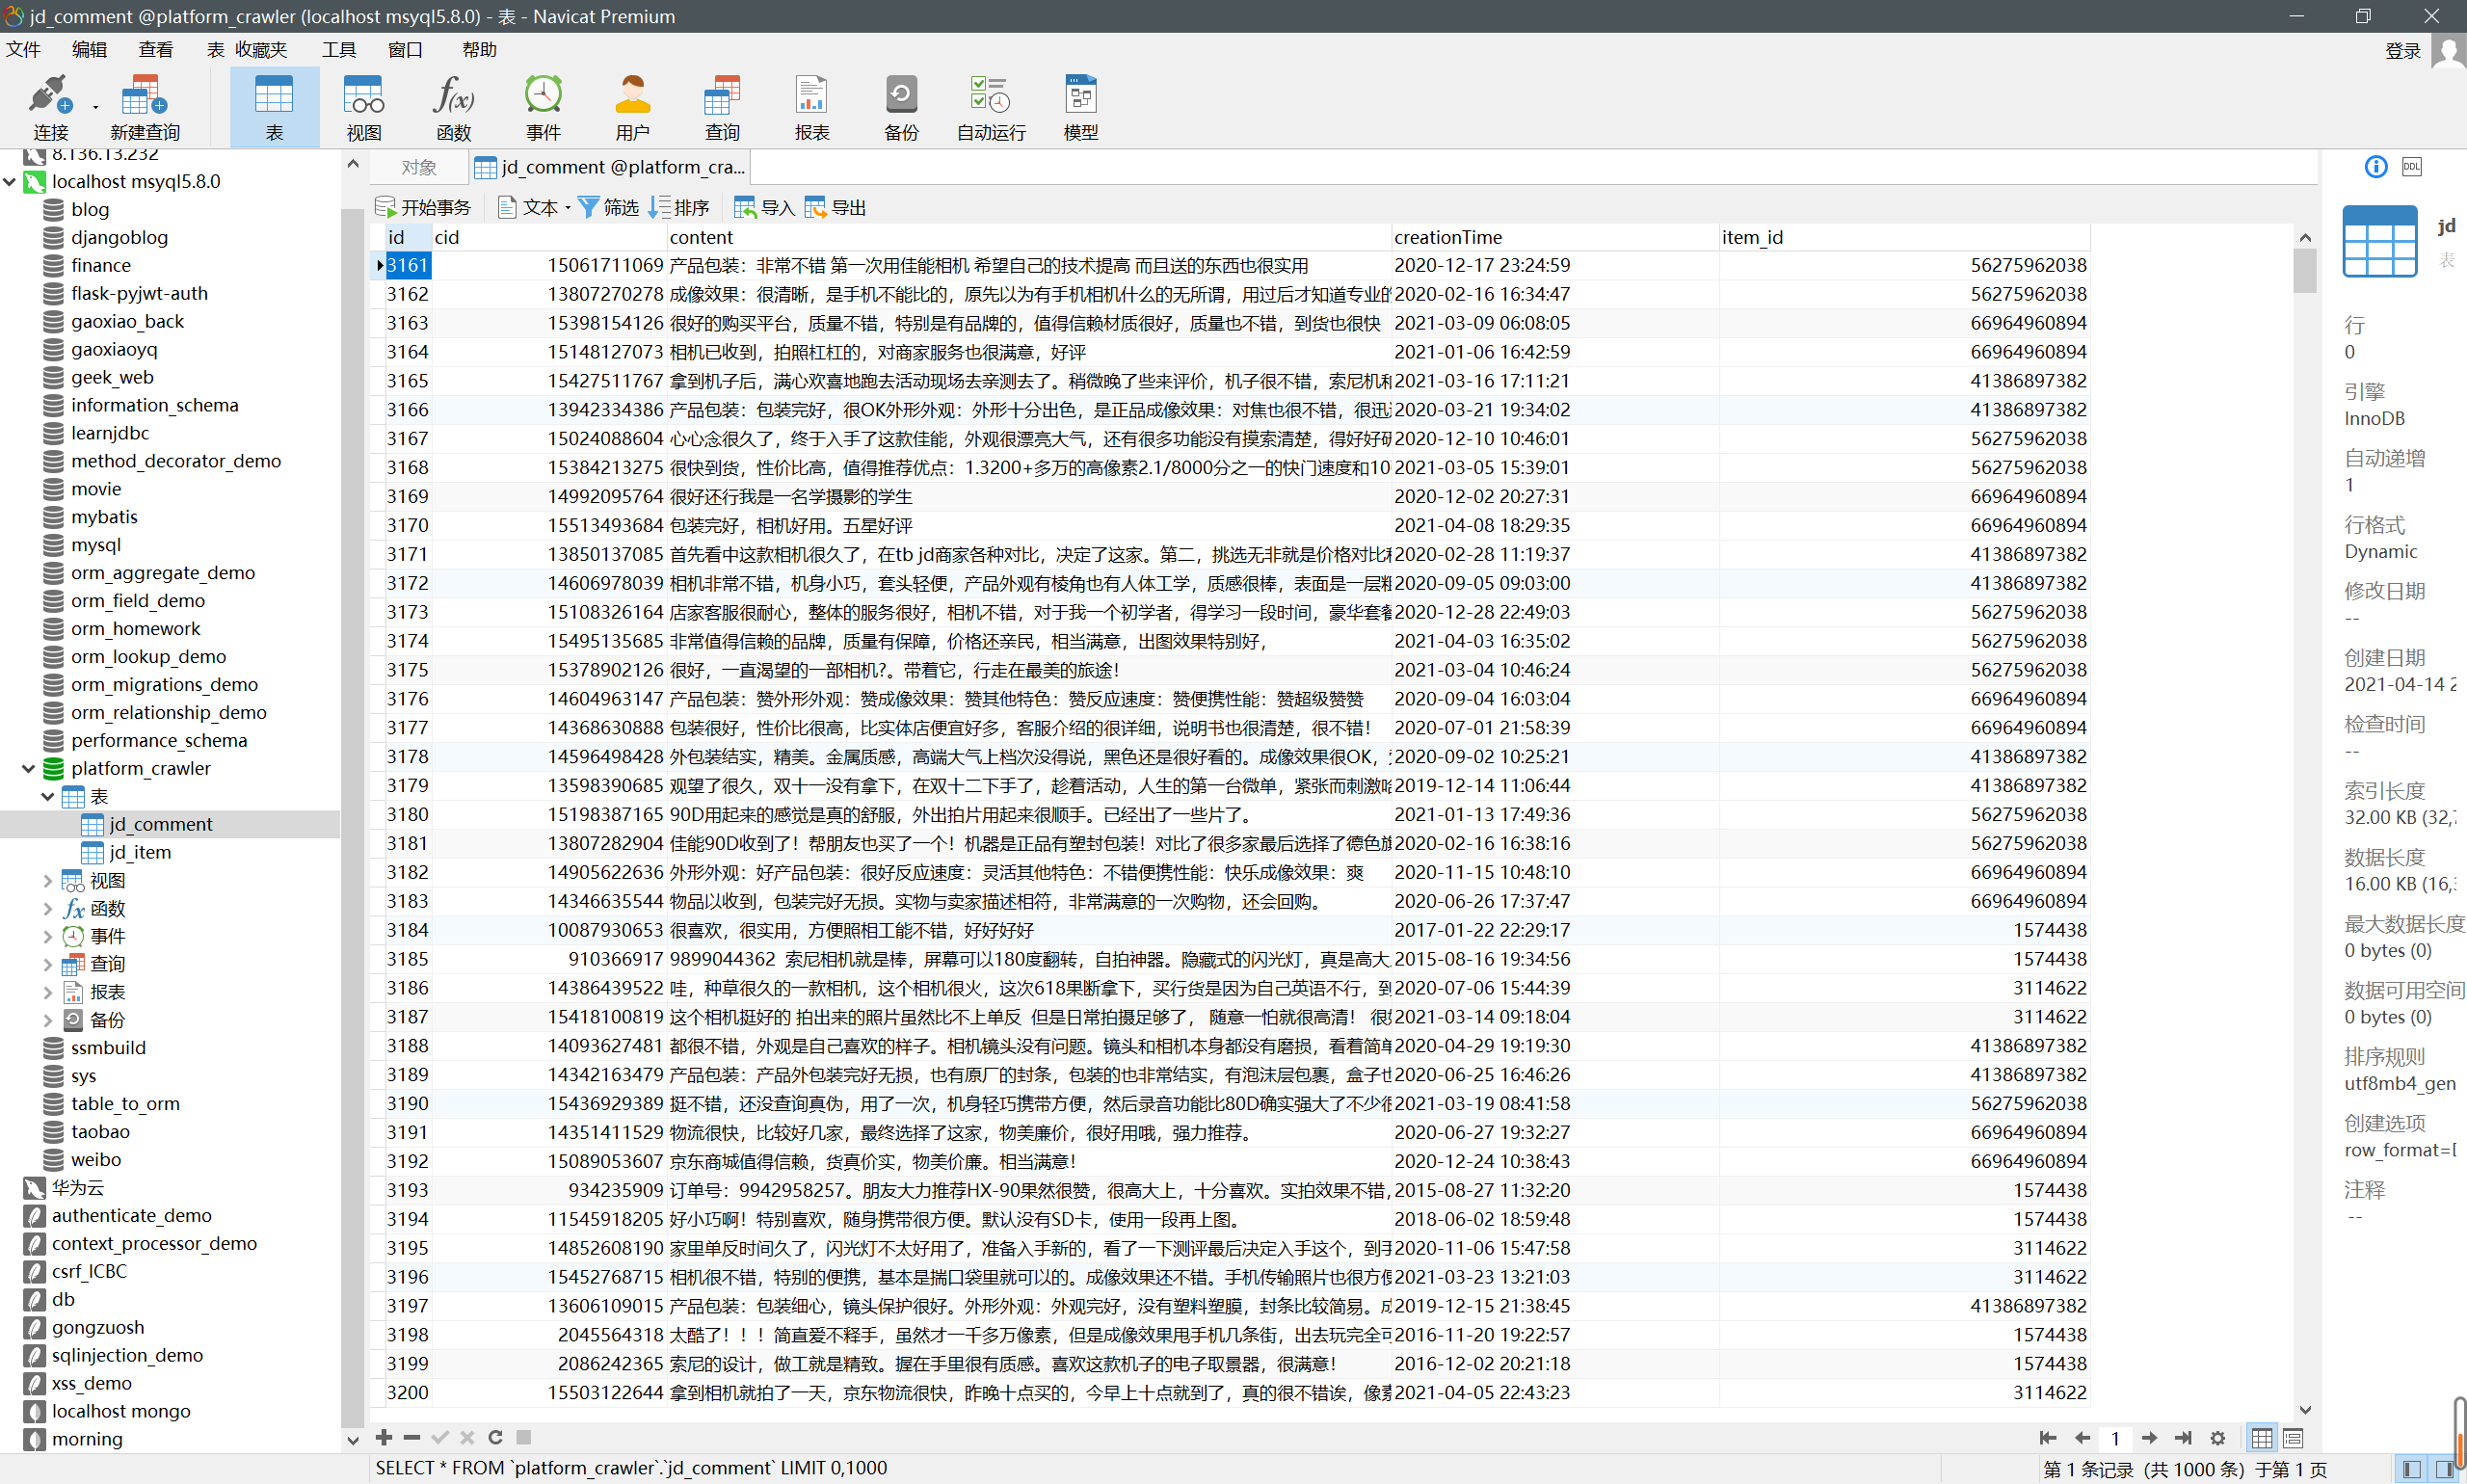 jd_comment @platform_crawler (localhost msyql5.8.0) - 表 - Navicat Premium
文件 编辑 查看 表 收藏夹 工具 窗口 帮助 登录
连接 新建查询 表 视图 函数 事件 用户 查询 报表 备份 自动运行 模型
8.136.13.232
localhost msyql5.8.0
blog
djangoblog
finance
flask-pyjwt-auth
gaoxiao_back
gaoxiaoyq
geek_web
information_schema
learnjdbc
method_decorator_demo
movie
mybatis
mysql
orm_aggregate_demo
orm_field_demo
orm_homework
orm_lookup_demo
orm_migrations_demo
orm_relationship_demo
performance_schema
platform_crawler
表
jd_comment
jd_item
视图
函数
事件
查询
报表
备份
ssmbuild
sys
table_to_orm
taobao
weibo
华为云
authenticate_demo
context_processor_demo
csrf_ICBC
db
gongzuosh
sqlinjection_demo
xss_demo
localhost mongo
morning
对象 jd_comment @platform_cra...
开始事务 文本 筛选 排序 导入 导出
id cid content creationTime item_id
3161 15061711069 产品包装：非常不错 第一次用佳能相机 希望自己的技术提高 而且送的东西也很实用 2020-12-17 23:24:59 56275962038
3162 13807270278 成像效果：很清晰，是手机不能比的，原先以为有手机相机什么的无所谓，用过后才知道专业的 2020-02-16 16:34:47 56275962038
3163 15398154126 很好的购买平台，质量不错，特别是有品牌的，值得信赖材质很好，质量也不错，到货也很快 2021-03-09 06:08:05 66964960894
3164 15148127073 相机已收到，拍照杠杠的，对商家服务也很满意，好评 2021-01-06 16:42:59 66964960894
3165 15427511767 拿到机子后，满心欢喜地跑去活动现场去亲测去了。稍微晚了些来评价，机子很不错，索尼机 2021-03-16 17:11:21 41386897382
3166 13942334386 产品包装：包装完好，很OK外形外观：外形十分出色，是正品成像效果：对焦也很不错，很迅 2020-03-21 19:34:02 41386897382
3167 15024088604 心心念很久了，终于入手了这款佳能，外观很漂亮大气，还有很多功能没有摸索清楚，得好好 2020-12-10 10:46:01 56275962038
3168 15384213275 很快到货，性价比高，值得推荐优点：1.3200+多万的高像素2.1/8000分之一的快门速度和10 2021-03-05 15:39:01 56275962038
3169 14992095764 很好还行我是一名学摄影的学生 2020-12-02 20:27:31 66964960894
3170 15513493684 包装完好，相机好用。五星好评 2021-04-08 18:29:35 66964960894
3171 13850137085 首先看中这款相机很久了，在tb jd商家各种对比，决定了这家。第二，挑选无非就是价格对比 2020-02-28 11:19:37 41386897382
3172 14606978039 相机非常不错，机身小巧，套头轻便，产品外观有棱角也有人体工学，质感很棒，表面是一层 2020-09-05 09:03:00 41386897382
3173 15108326164 店家客服很耐心，整体的服务很好，相机不错，对于我一个初学者，得学习一段时间，豪华套餐 2020-12-28 22:49:03 56275962038
3174 15495135685 非常值得信赖的品牌，质量有保障，价格还亲民，相当满意，出图效果特别好， 2021-04-03 16:35:02 56275962038
3175 15378902126 很好，一直渴望的一部相机?。带着它，行走在最美的旅途！ 2021-03-04 10:46:24 56275962038
3176 14604963147 产品包装：赞外形外观：赞成像效果：赞其他特色：赞反应速度：赞便携性能：赞超级赞赞 2020-09-04 16:03:04 66964960894
3177 14368630888 包装很好，性价比很高，比实体店便宜好多，客服介绍的很详细，说明书也很清楚，很不错！ 2020-07-01 21:58:39 66964960894
3178 14596498428 外包装结实，精美。金属质感，高端大气上档次没得说，黑色还是很好看的。成像效果很OK， 2020-09-02 10:25:21 41386897382
3179 13598390685 观望了很久，双十一没有拿下，在双十二下手了，趁着活动，人生的第一台微单，紧张而刺激 2019-12-14 11:06:44 41386897382
3180 15198387165 90D用起来的感觉是真的舒服，外出拍片用起来很顺手。已经出了一些片了。 2021-01-13 17:49:36 56275962038
3181 13807282904 佳能90D收到了！帮朋友也买了一个！机器是正品有塑封包装！对比了很多家最后选择了德色旗 2020-02-16 16:38:16 56275962038
3182 14905622636 外形外观：好产品包装：很好反应速度：灵活其他特色：不错便携性能：快乐成像效果：爽 2020-11-15 10:48:10 66964960894
3183 14346635544 物品以收到，包装完好无损。实物与卖家描述相符，非常满意的一次购物，还会回购。 2020-06-26 17:37:47 66964960894
3184 10087930653 很喜欢，很实用，方便照相工能不错，好好好好 2017-01-22 22:29:17 1574438
3185 910366917 9899044362 索尼相机就是棒，屏幕可以180度翻转，自拍神器。隐藏式的闪光灯，真是高大 2015-08-16 19:34:56 1574438
3186 14386439522 哇，种草很久的一款相机，这个相机很火，这次618果断拿下，买行货是因为自己英语不行，到 2020-07-06 15:44:39 3114622
3187 15418100819 这个相机挺好的 拍出来的照片虽然比不上单反 但是日常拍摄足够了， 随意一怕就很高清！ 很 2021-03-14 09:18:04 3114622
3188 14093627481 都很不错，外观是自己喜欢的样子。相机镜头没有问题。镜头和相机本身都没有磨损，看着简单 2020-04-29 19:19:30 41386897382
3189 14342163479 产品包装：产品外包装完好无损，也有原厂的封条，包装的也非常结实，有泡沫层包裹，盒子也 2020-06-25 16:46:26 41386897382
3190 15436929389 挺不错，还没查询真伪，用了一次，机身轻巧携带方便，然后录音功能比80D确实强大了不少很 2021-03-19 08:41:58 56275962038
3191 14351411529 物流很快，比较好几家，最终选择了这家，物美廉价，很好用哦，强力推荐。 2020-06-27 19:32:27 66964960894
3192 15089053607 京东商城值得信赖，货真价实，物美价廉。相当满意！ 2020-12-24 10:38:43 66964960894
3193 934235909 订单号：9942958257。朋友大力推荐HX-90果然很赞，很高大上，十分喜欢。实拍效果不错， 2015-08-27 11:32:20 1574438
3194 11545918205 好小巧啊！特别喜欢，随身携带很方便。默认没有SD卡，使用一段再上图。 2018-06-02 18:59:48 1574438
3195 14852608190 家里单反时间久了，闪光灯不太好用了，准备入手新的，看了一下测评最后决定入手这个，到手 2020-11-06 15:47:58 3114622
3196 15452768715 相机很不错，特别的便携，基本是揣口袋里就可以的。成像效果还不错。手机传输照片也很方便 2021-03-23 13:21:03 3114622
3197 13606109015 产品包装：包装细心，镜头保护很好。外形外观：外观完好，没有塑料塑膜，封条比较简易。成 2019-12-15 21:38:45 41386897382
3198 2045564318 太酷了！！！简直爱不释手，虽然才一千多万像素，但是成像效果甩手机几条街，出去玩完全可 2016-11-20 19:22:57 1574438
3199 2086242365 索尼的设计，做工就是精致。握在手里很有质感。喜欢这款机子的电子取景器，很满意！ 2016-12-02 20:21:18 1574438
3200 15503122644 拿到相机就拍了一天，京东物流很快，昨晚十点买的，今早上十点就到了，真的很不错诶，像素 2021-04-05 22:43:23 3114622
1
SELECT * FROM `platform_crawler`.`jd_comment` LIMIT 0,1000
第 1 条记录 (共 1000 条) 于第 1 页
DDL
jd
表
行
0
引擎
InnoDB
自动递增
1
行格式
Dynamic
修改日期
--
创建日期
2021-04-14 2
检查时间
--
索引长度
32.00 KB (32,7
数据长度
16.00 KB (16,3
最大数据长度
0 bytes (0)
数据可用空间
0 bytes (0)
排序规则
utf8mb4_gen
创建选项
row_format=D
注释
--